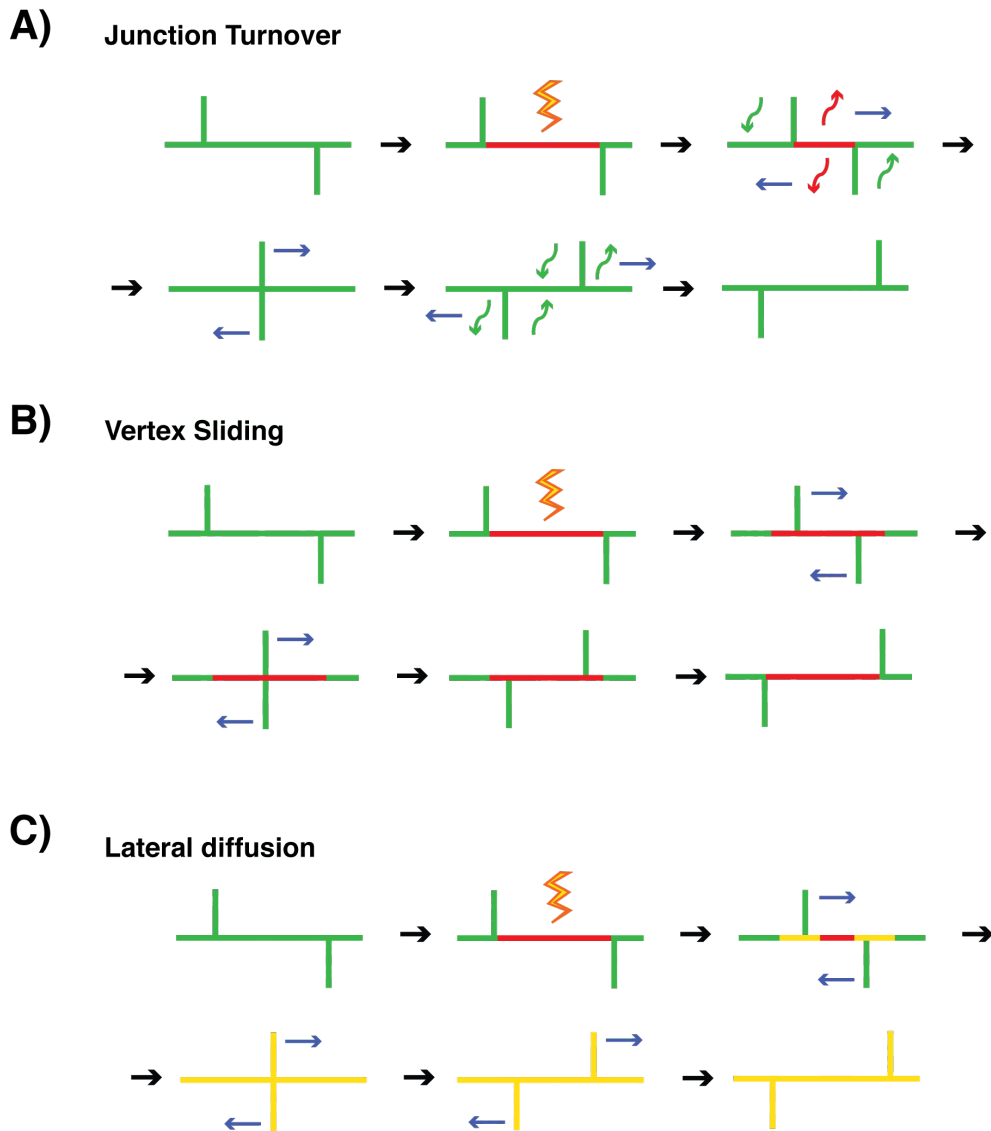 A)
Junction Turnover
B)
Vertex Sliding
C)
Lateral diffusion